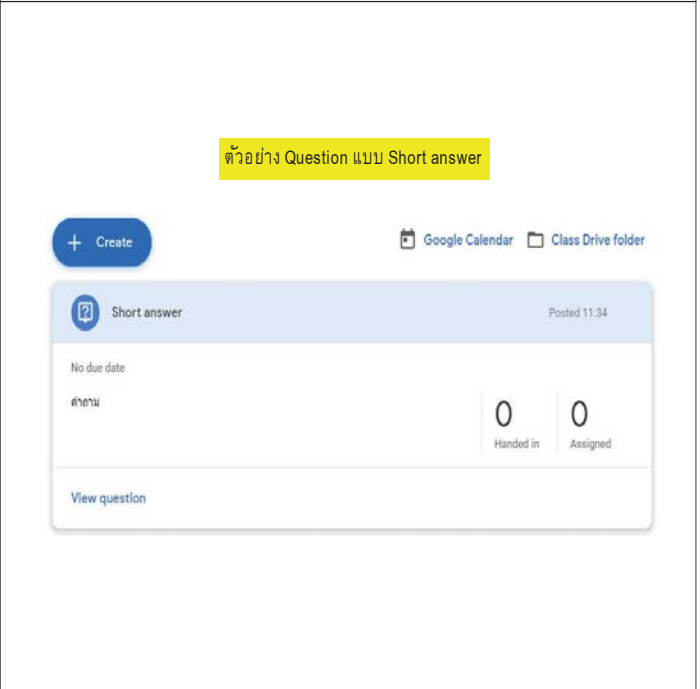 ตัวอย่าง Question แบบ Short answer
+ Create
Google Calendar
Class Drive folder
Short answer
Posted 11:34
No due date
คำถาม
0
Handed in
0
Assigned
View question